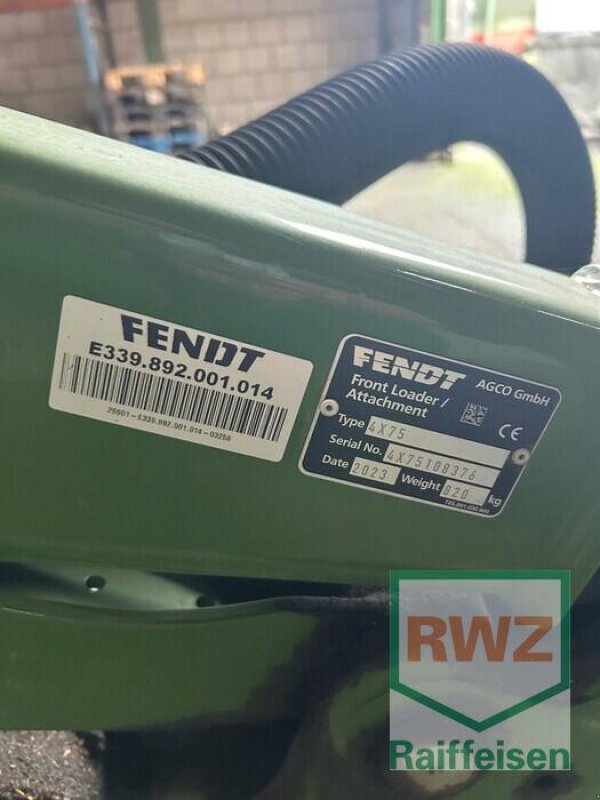 FENDT
E339.892.001.014
26601-E339.892.001.014-03256
FENDT AGCO GmbH
Front Loader /
Attachment
CE
Type 4X75
Serial No. 4X75108376
Date 2023 Weight 820 kg
RWZ
Raiffeisen